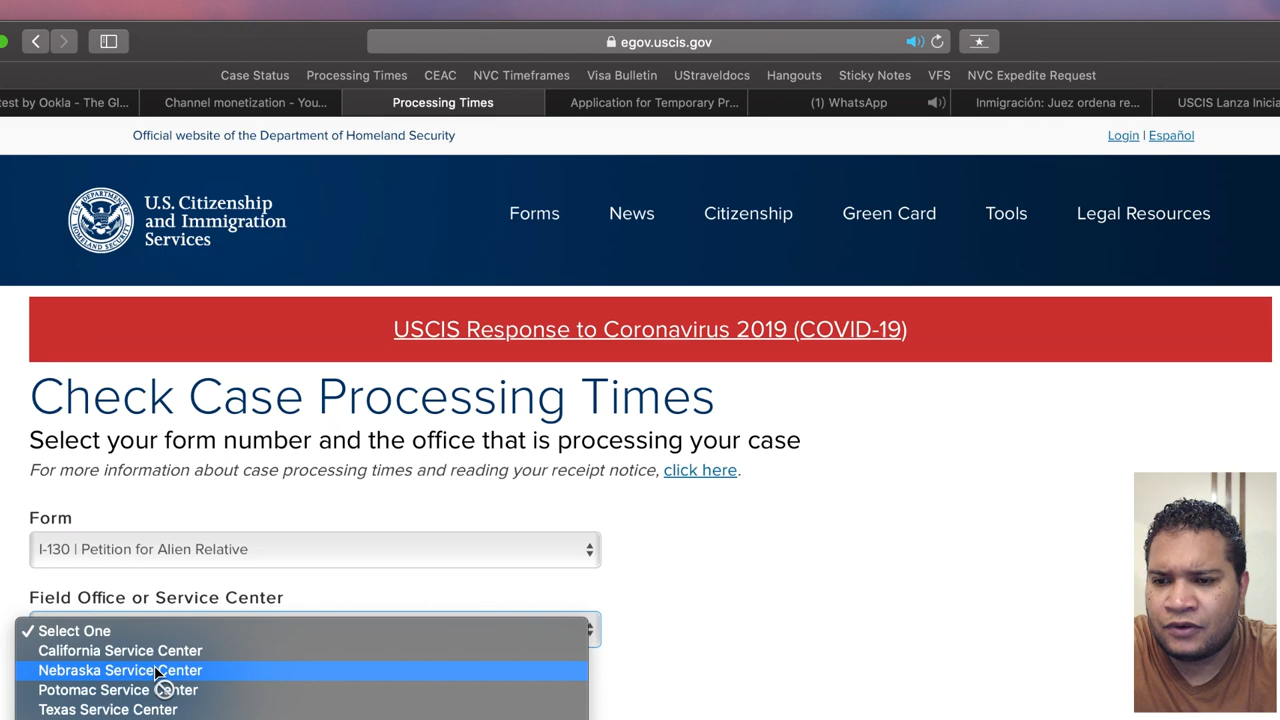 egov.uscis.gov
Case Status Processing Times CEAC NVC Timeframes Visa Bulletin UStraveldocs Hangouts Sticky Notes VFS NVC Expedite Request
test by Ookla - The Gl... Channel monetization - You... Processing Times Application for Temporary Pr... (1) WhatsApp Inmigración: Juez ordena re... USCIS Lanza Inicia
Official website of the Department of Homeland Security Login | Español
U.S. Citizenship
and Immigration
Services
Forms News Citizenship Green Card Tools Legal Resources
USCIS Response to Coronavirus 2019 (COVID-19)
Check Case Processing Times
Select your form number and the office that is processing your case
For more information about case processing times and reading your receipt notice, click here.
Form
I-130 | Petition for Alien Relative
Field Office or Service Center
✓ Select One
California Service Center
Nebraska Service Center
Potomac Service Center
Texas Service Center